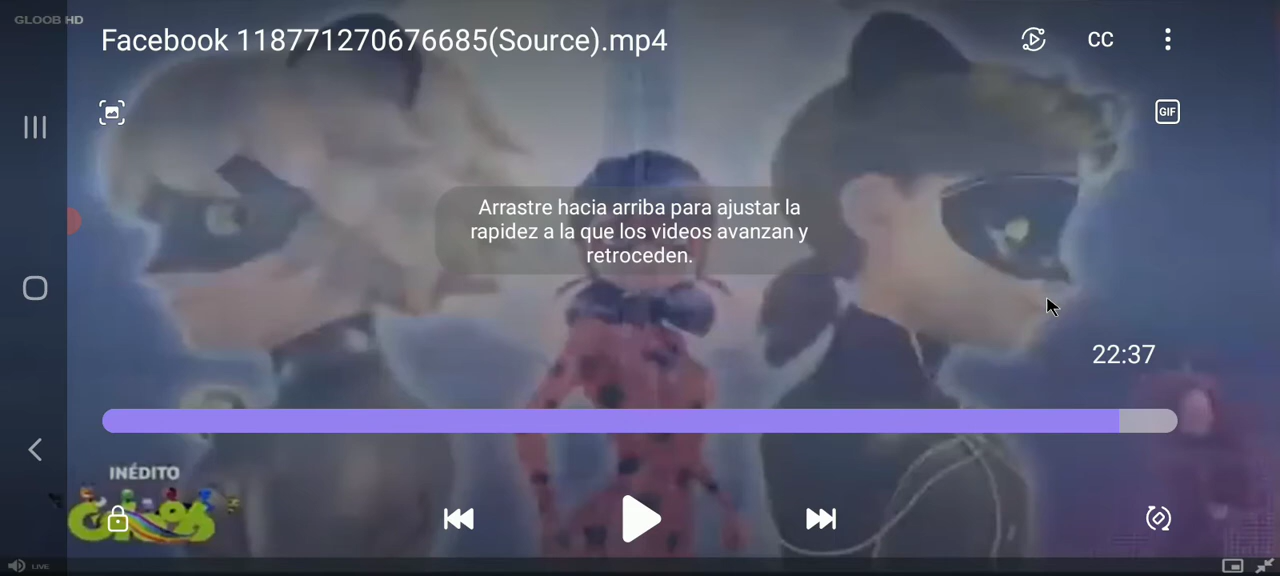 GLOOB HD
Facebook 118771270676685(Source).mp4
CC
GIF
Arrastre hacia arriba para ajustar la
rapidez a la que los videos avanzan y
retroceden.
22:37
INÉDITO
LIVE